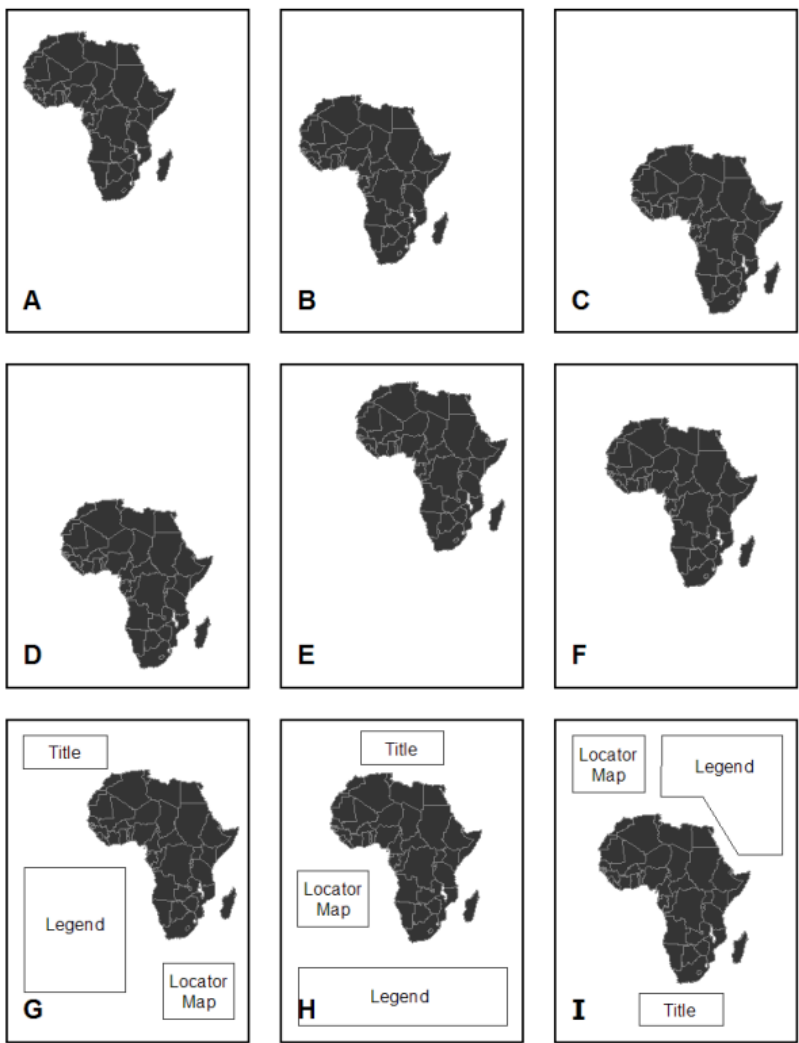 A
B
C
D
E
F
Title
Legend
Locator
Map
G
Title
Locator
Map
Legend
H
Locator
Map
Legend
Title
I